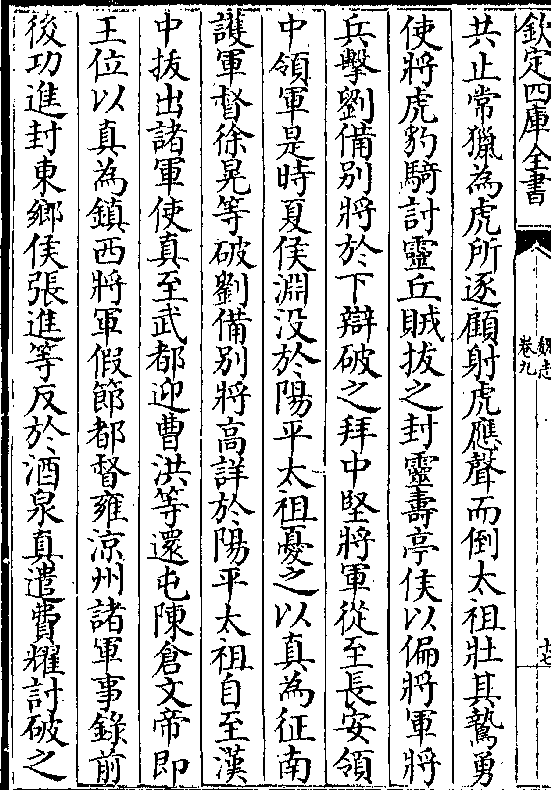 欽定四庫全書
魏志
卷九
十七
共止常獵為虎所逐顧射虎應聲而倒太祖壯其鷙勇
使將虎豹騎討靈丘賊拔之封靈壽亭侯以偏將軍將
兵擊劉備別將於下辯破之拜中堅將軍從至長安領
中領軍是時夏侯淵没於陽平太祖憂之以真為征南
護軍督徐晃等破劉備別將高詳於陽平太祖自至漢
中拔出諸軍使真至武都迎曹洪等還屯陳倉文帝即
王位以真為鎮西將軍假節都督雍涼州諸軍事錄前
後功進封東鄉侯張進等反於酒泉真遣費耀討破之